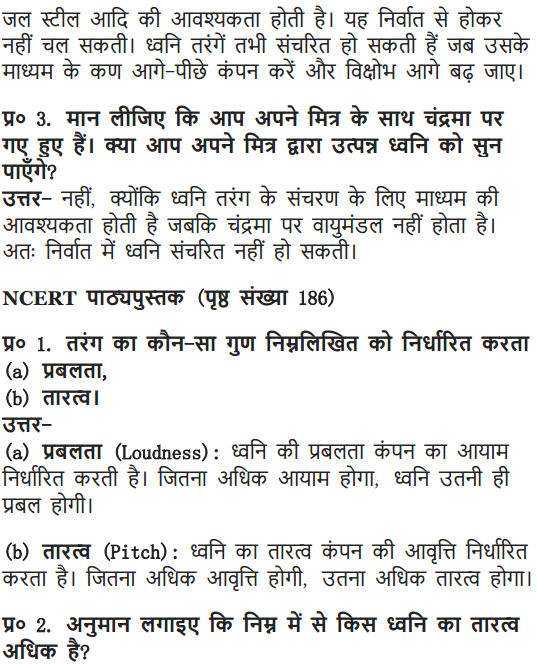 जल स्टील आदि की आवश्यकता होती है। यह निर्वात से होकर
नहीं चल सकती। ध्वनि तरंगें तभी संचरित हो सकती हैं जब उसके
माध्यम के कण आगे-पीछे कंपन करें और विक्षोभ आगे बढ़ जाए।
प्र० 3. मान लीजिए कि आप अपने मित्र के साथ चंद्रमा पर
गए हुए हैं। क्या आप अपने मित्र द्वारा उत्पन्न ध्वनि को सुन
पाएँगे?
उत्तर- नहीं, क्योंकि ध्वनि तरंग के संचरण के लिए माध्यम की
आवश्यकता होती है जबकि चंद्रमा पर वायुमंडल नहीं होता है।
अतः निर्वात में ध्वनि संचरित नहीं हो सकती।
NCERT पाठ्यपुस्तक (पृष्ठ संख्या 186)
प्र० 1. तरंग का कौन-सा गुण निम्नलिखित को निर्धारित करता
(a) प्रबलता,
(b) तारत्व।
उत्तर-
(a) प्रबलता (Loudness): ध्वनि की प्रबलता कंपन का आयाम
निर्धारित करती है। जितना अधिक आयाम होगा, ध्वनि उतनी ही
प्रबल होगी।
(b) तारत्व (Pitch): ध्वनि का तारत्व कंपन की आवृत्ति निर्धारित
करता है। जितना अधिक आवृत्ति होगी, उतना अधिक तारत्व होगा।
प्र० 2. अनुमान लगाइए कि निम्न में से किस ध्वनि का तारत्व
अधिक है?